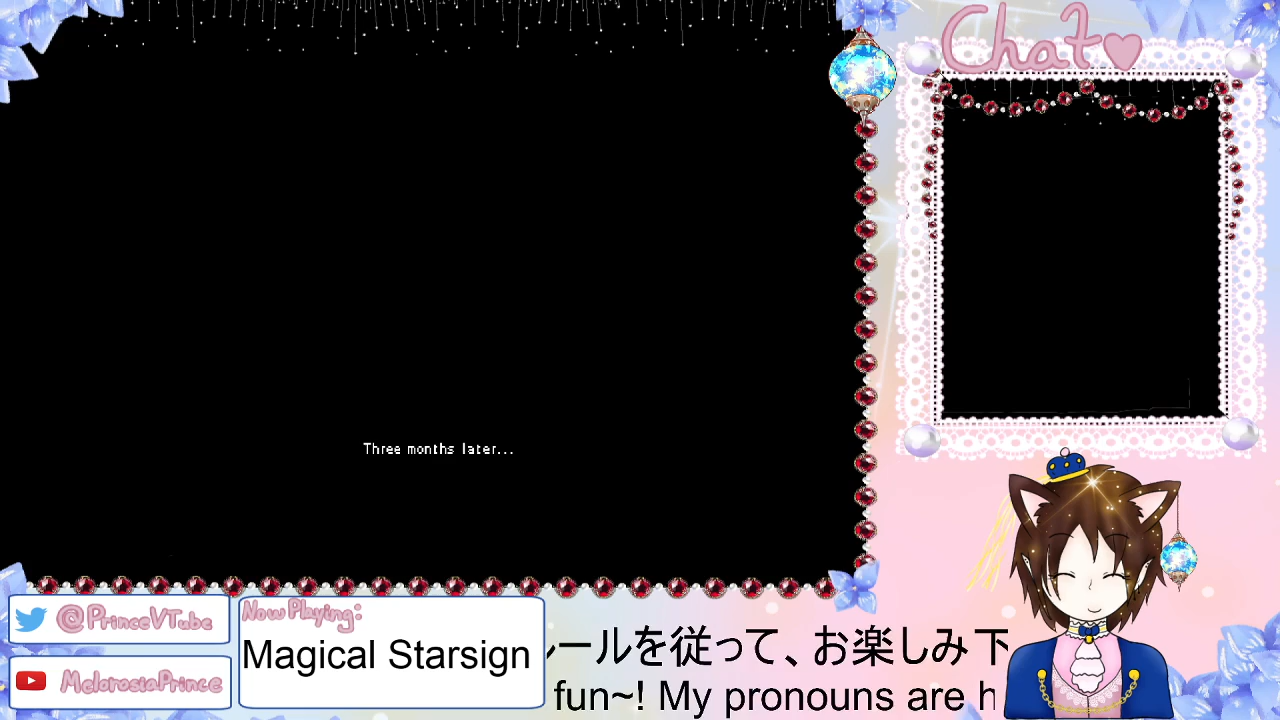 Chat
Three months later...
@PrinceVTube
MelorosiaPrince
Now Playing:
Magical Starsign
ールを従って、お楽しみ下
fun~! My pronouns are h